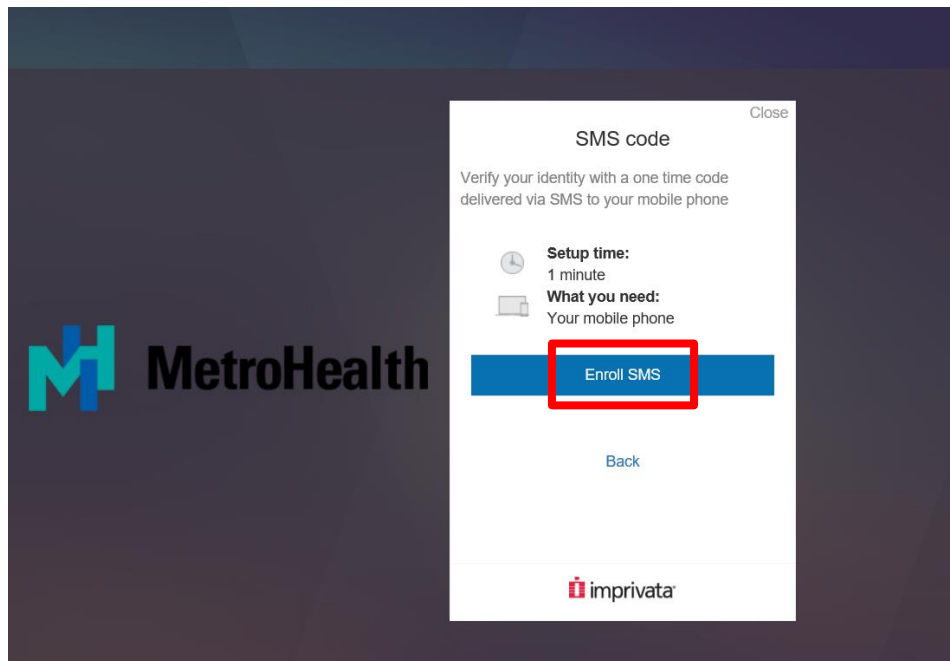 Close
SMS code
Verify your identity with a one time code
delivered via SMS to your mobile phone
Setup time:
1 minute
What you need:
Your mobile phone
MetroHealth
Enroll SMS
Back
imprivata